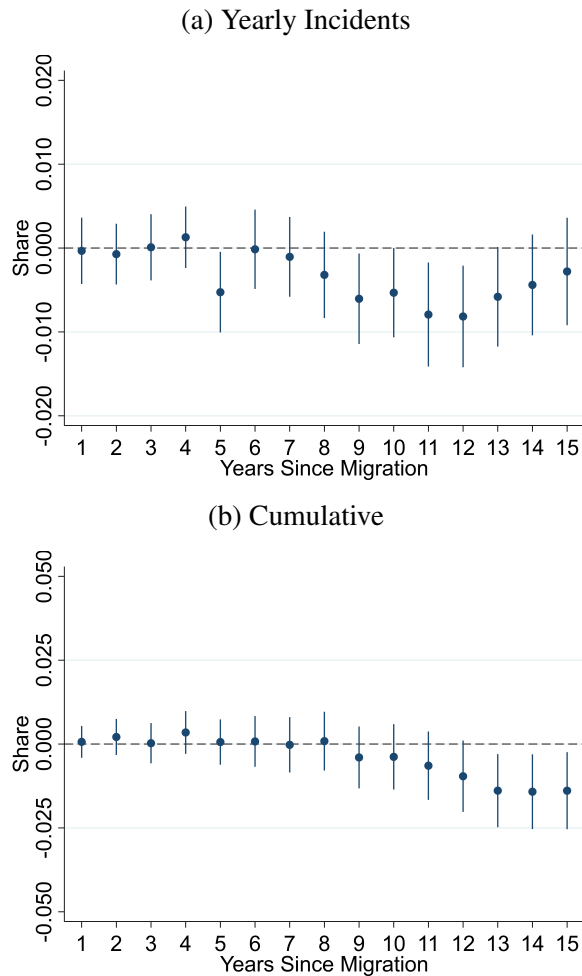 (a) Yearly Incidents
0.020
0.010
0.000
-0.010
-0.020
Share
1 2 3 4 5 6 7 8 9 10 11 12 13 14 15
Years Since Migration
(b) Cumulative
0.050
0.025
0.000
-0.025
-0.050
Share
1 2 3 4 5 6 7 8 9 10 11 12 13 14 15
Years Since Migration